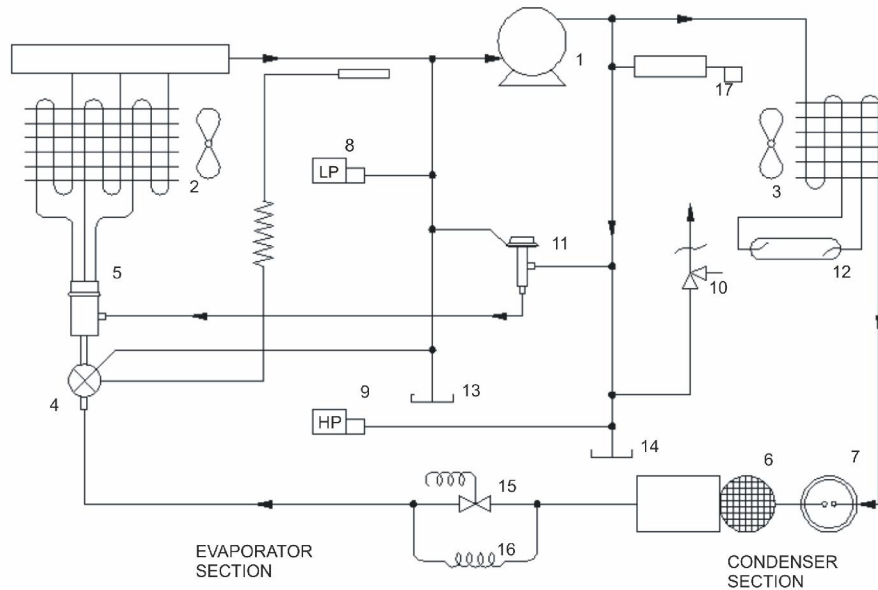 1
17
8
LP
2
3
11
5
10
12
4
9
13
HP
14
6
7
15
16
EVAPORATOR
SECTION
CONDENSER
SECTION